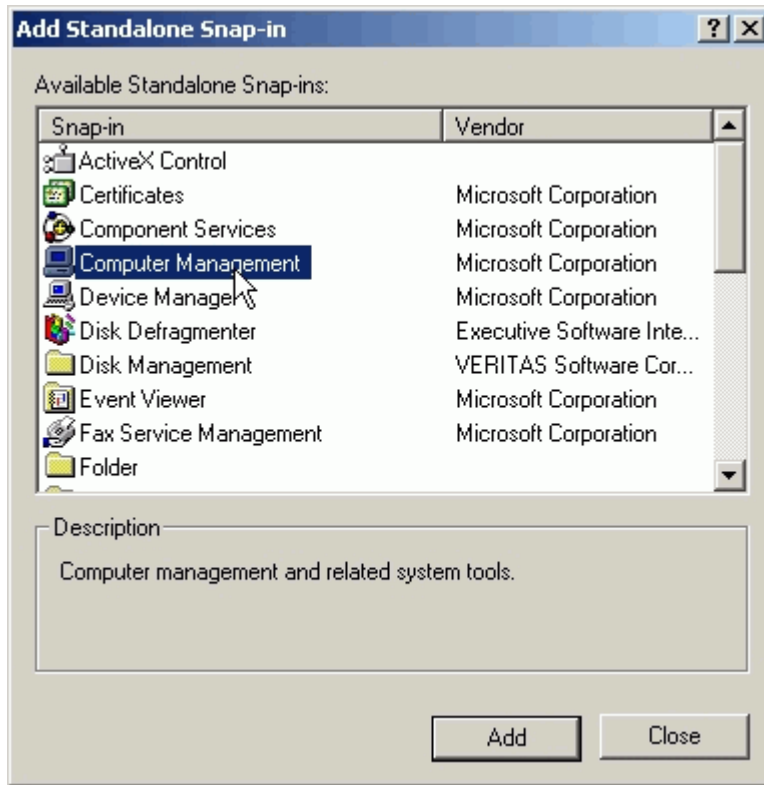 Add Standalone Snap-in
Available Standalone Snap-ins:
Snap-in Vendor
ActiveX Control
Certificates Microsoft Corporation
Component Services Microsoft Corporation
Computer Management Microsoft Corporation
Device Manager Microsoft Corporation
Disk Defragmenter Executive Software Inte...
Disk Management VERITAS Software Cor...
Event Viewer Microsoft Corporation
Fax Service Management Microsoft Corporation
Folder
Description
Computer management and related system tools.
Add Close